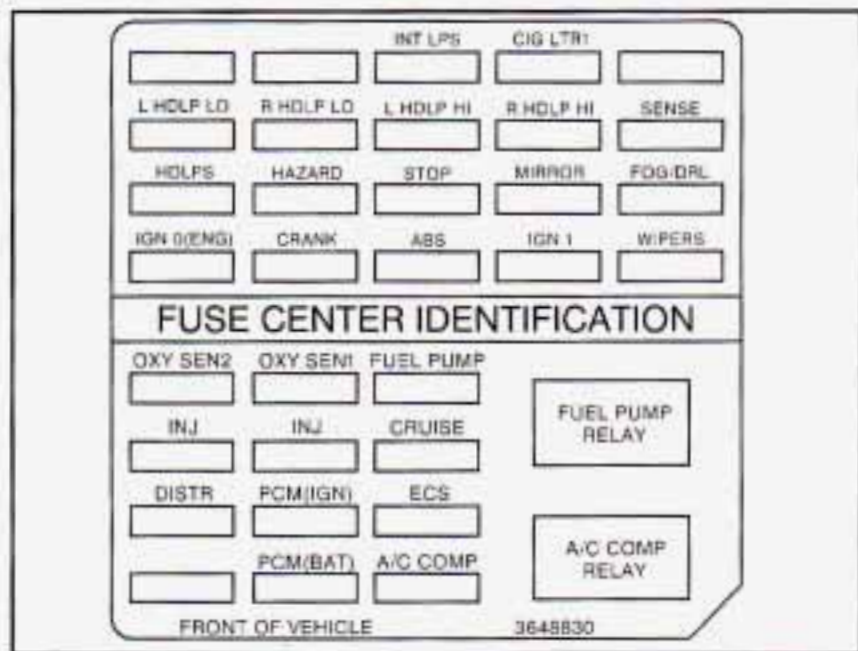 INT LPS CIG LTR1
L HDLP LO R HDLP LO L HDLP HI R HDLP HI SENSE
HDLPS HAZARD STOP MIRROR FOG/DRL
IGN 0(ENG) CRANK ABS IGN 1 WIPERS
FUSE CENTER IDENTIFICATION
OXY SEN2 OXY SEN1 FUEL PUMP
FUEL PUMP
RELAY
INJ INJ CRUISE
DISTR PCM(IGN) ECS
A/C COMP
RELAY
PCM(BAT) A/C COMP
FRONT OF VEHICLE 3648830